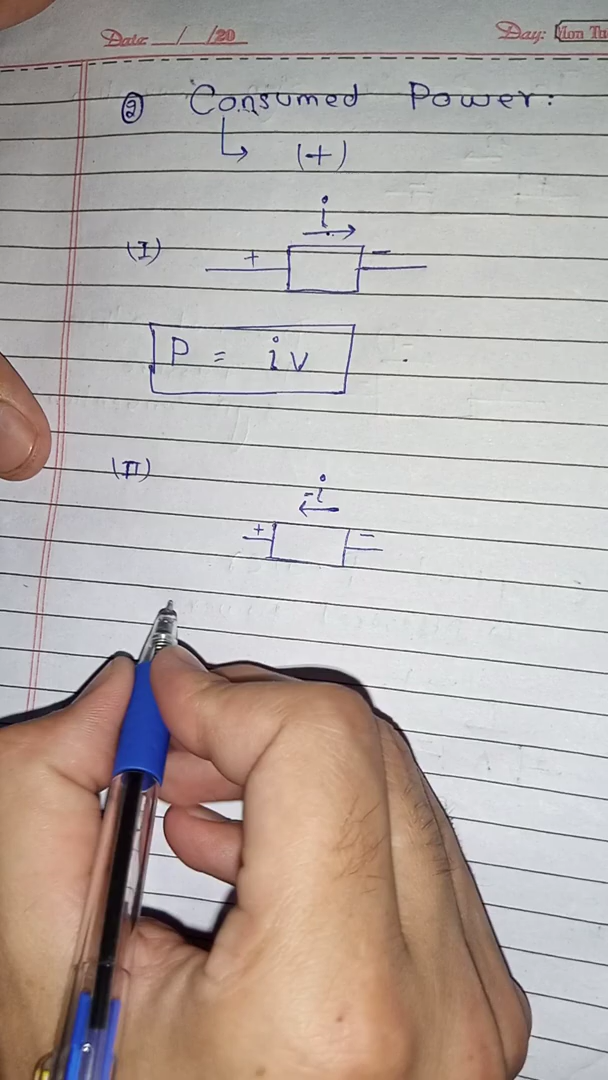 Date: / /20 Day: Mon Tu
② Consumed Power:
↳ (+)
i
→
(I) + -
P = iv
(II)
-i
←
+ -